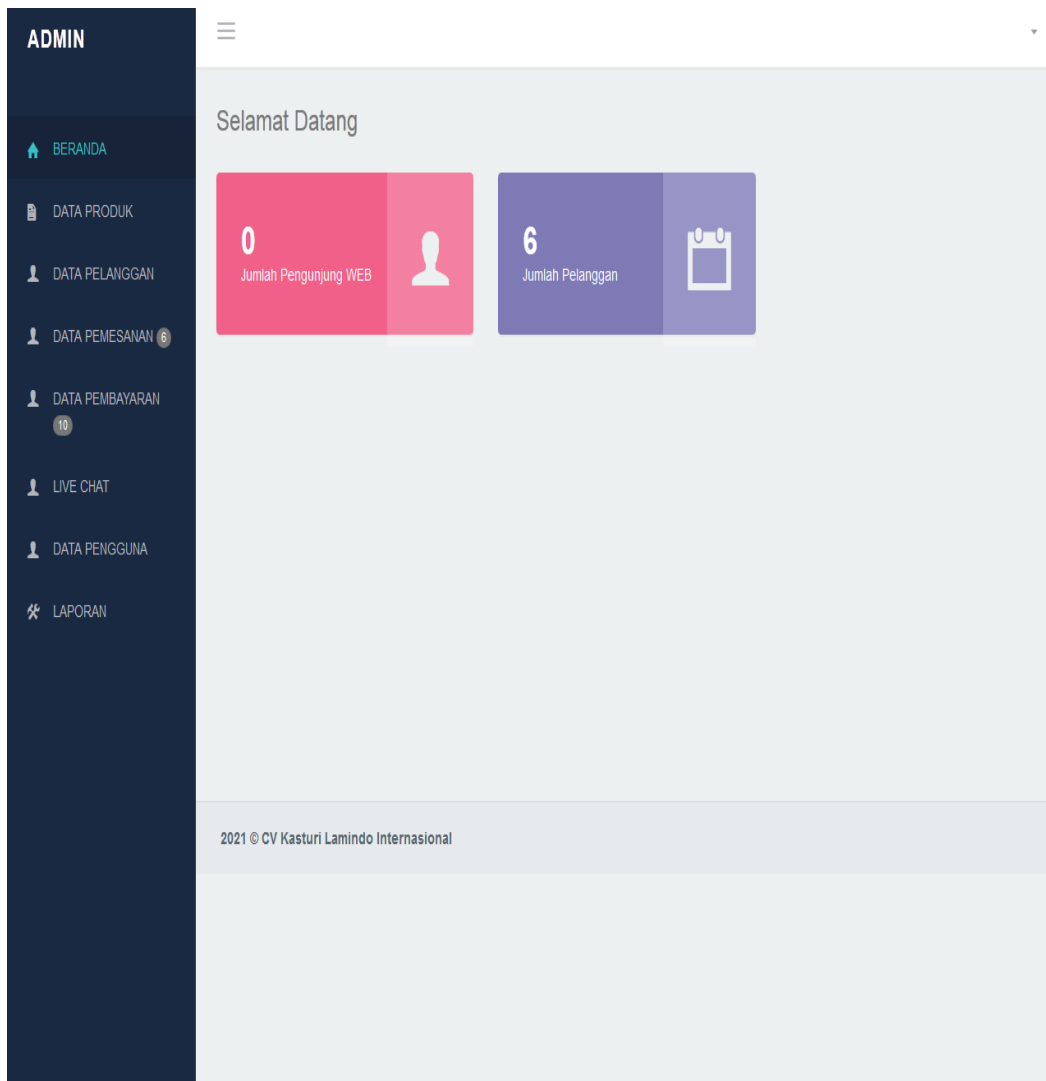 ADMIN
BERANDA
DATA PRODUK
DATA PELANGGAN
DATA PEMESANAN 6
DATA PEMBAYARAN
10
LIVE CHAT
DATA PENGGUNA
LAPORAN
Selamat Datang
0
Jumlah Pengunjung WEB
6
Jumlah Pelanggan
2021 © CV Kasturi Lamindo Internasional